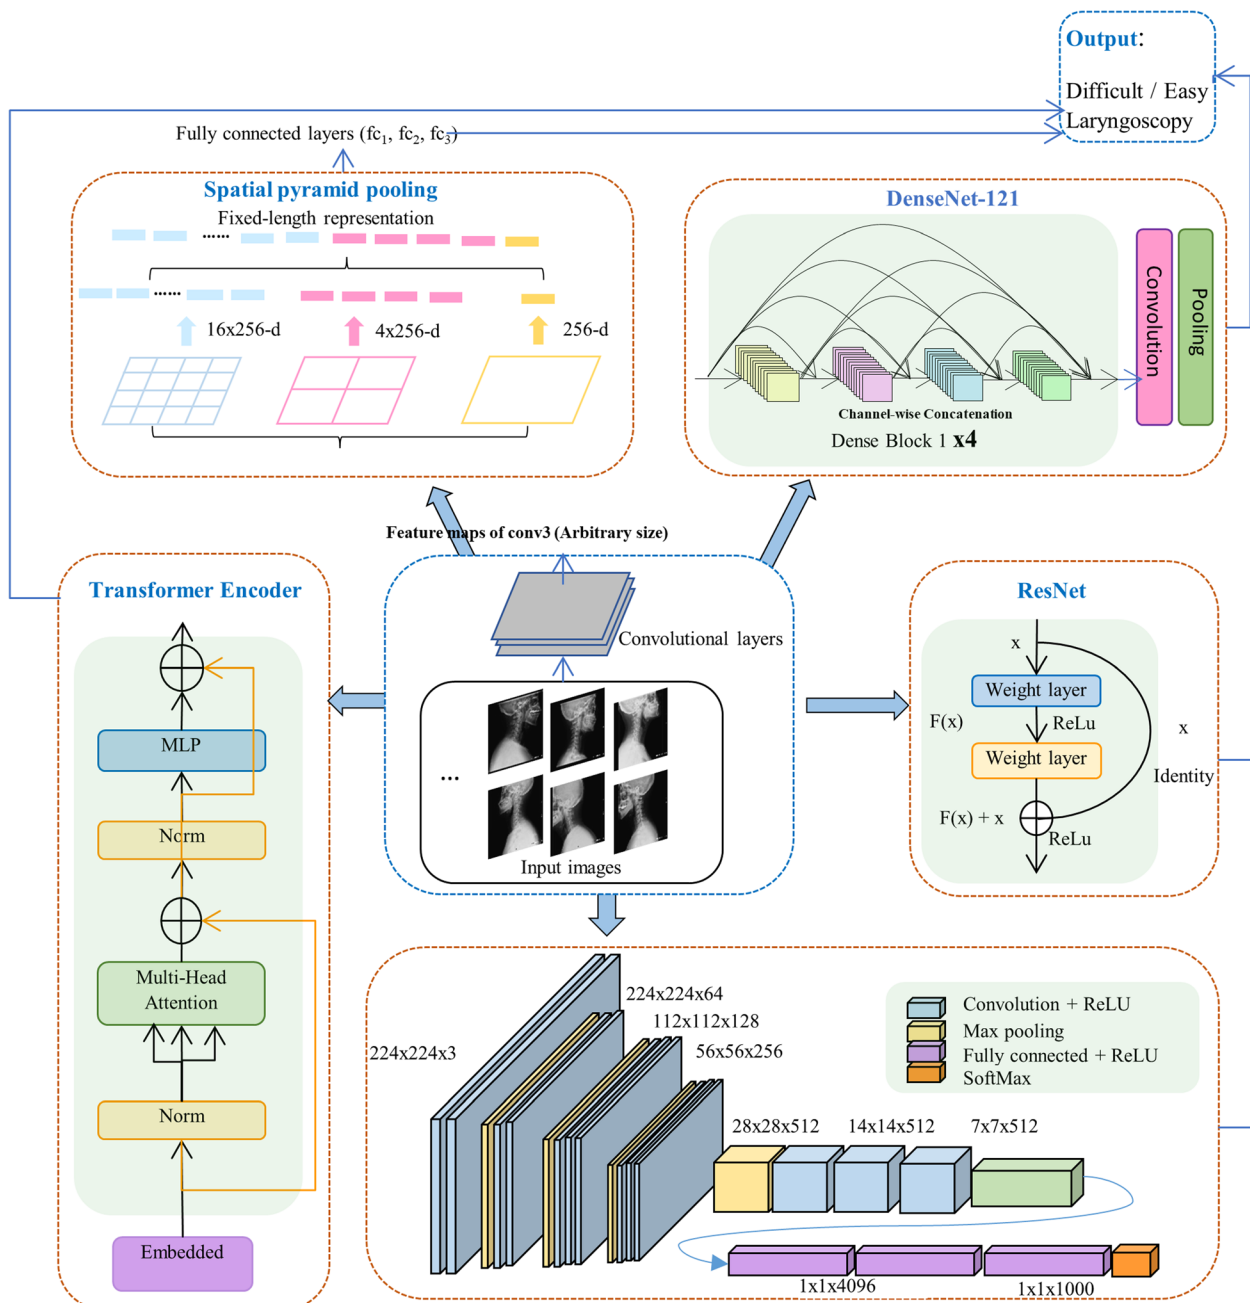 Output:
Difficult / Easy
Laryngoscopy
Fully connected layers (fc1, fc2, fc3)
Spatial pyramid pooling
Fixed-length representation
......
......
16x256-d
4x256-d
256-d
DenseNet-121
Channel-wise Concatenation
Dense Block 1 x4
Convolution
Pooling
Feature maps of conv3 (Arbitrary size)
Convolutional layers
...
Input images
Transformer Encoder
MLP
Norm
Multi-Head
Attention
Norm
Embedded
ResNet
x
Weight layer
F(x)
ReLu
x
Weight layer
Identity
F(x) + x
ReLu
224x224x3
224x224x64
112x112x128
56x56x256
28x28x512
14x14x512
7x7x512
1x1x4096
1x1x1000
Convolution + ReLU
Max pooling
Fully connected + ReLU
SoftMax